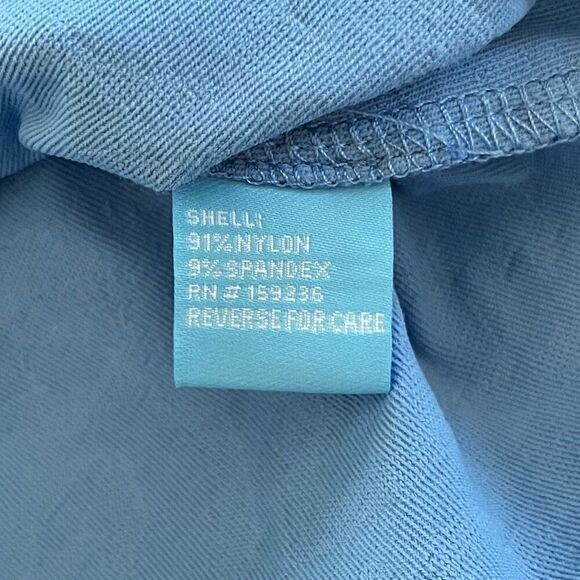 SHELL:
91%NYLON
9%SPANDEX
RN #159236
REVERSE FOR CARE